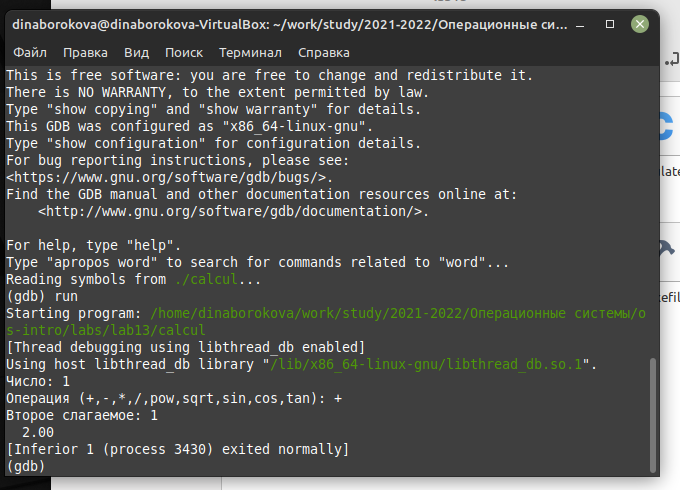 dinaborokova@dinaborokova-VirtualBox: ~/work/study/2021-2022/Операционные си...
Файл Правка Вид Поиск Терминал Справка
This is free software: you are free to change and redistribute it.
There is NO WARRANTY, to the extent permitted by law.
Type "show copying" and "show warranty" for details.
This GDB was configured as "x86_64-linux-gnu".
Type "show configuration" for configuration details.
For bug reporting instructions, please see:
<https://www.gnu.org/software/gdb/bugs/>.
Find the GDB manual and other documentation resources online at:
    <http://www.gnu.org/software/gdb/documentation/>.
For help, type "help".
Type "apropos word" to search for commands related to "word"...
Reading symbols from ./calcul...
(gdb) run
Starting program: /home/dinaborokova/work/study/2021-2022/Операционные системы/o
s-intro/labs/lab13/calcul
[Thread debugging using libthread_db enabled]
Using host libthread_db library "/lib/x86_64-linux-gnu/libthread_db.so.1".
Число: 1
Операция (+,-,*,/,pow,sqrt,sin,cos,tan): +
Второе слагаемое: 1
  2.00
[Inferior 1 (process 3430) exited normally]
(gdb)